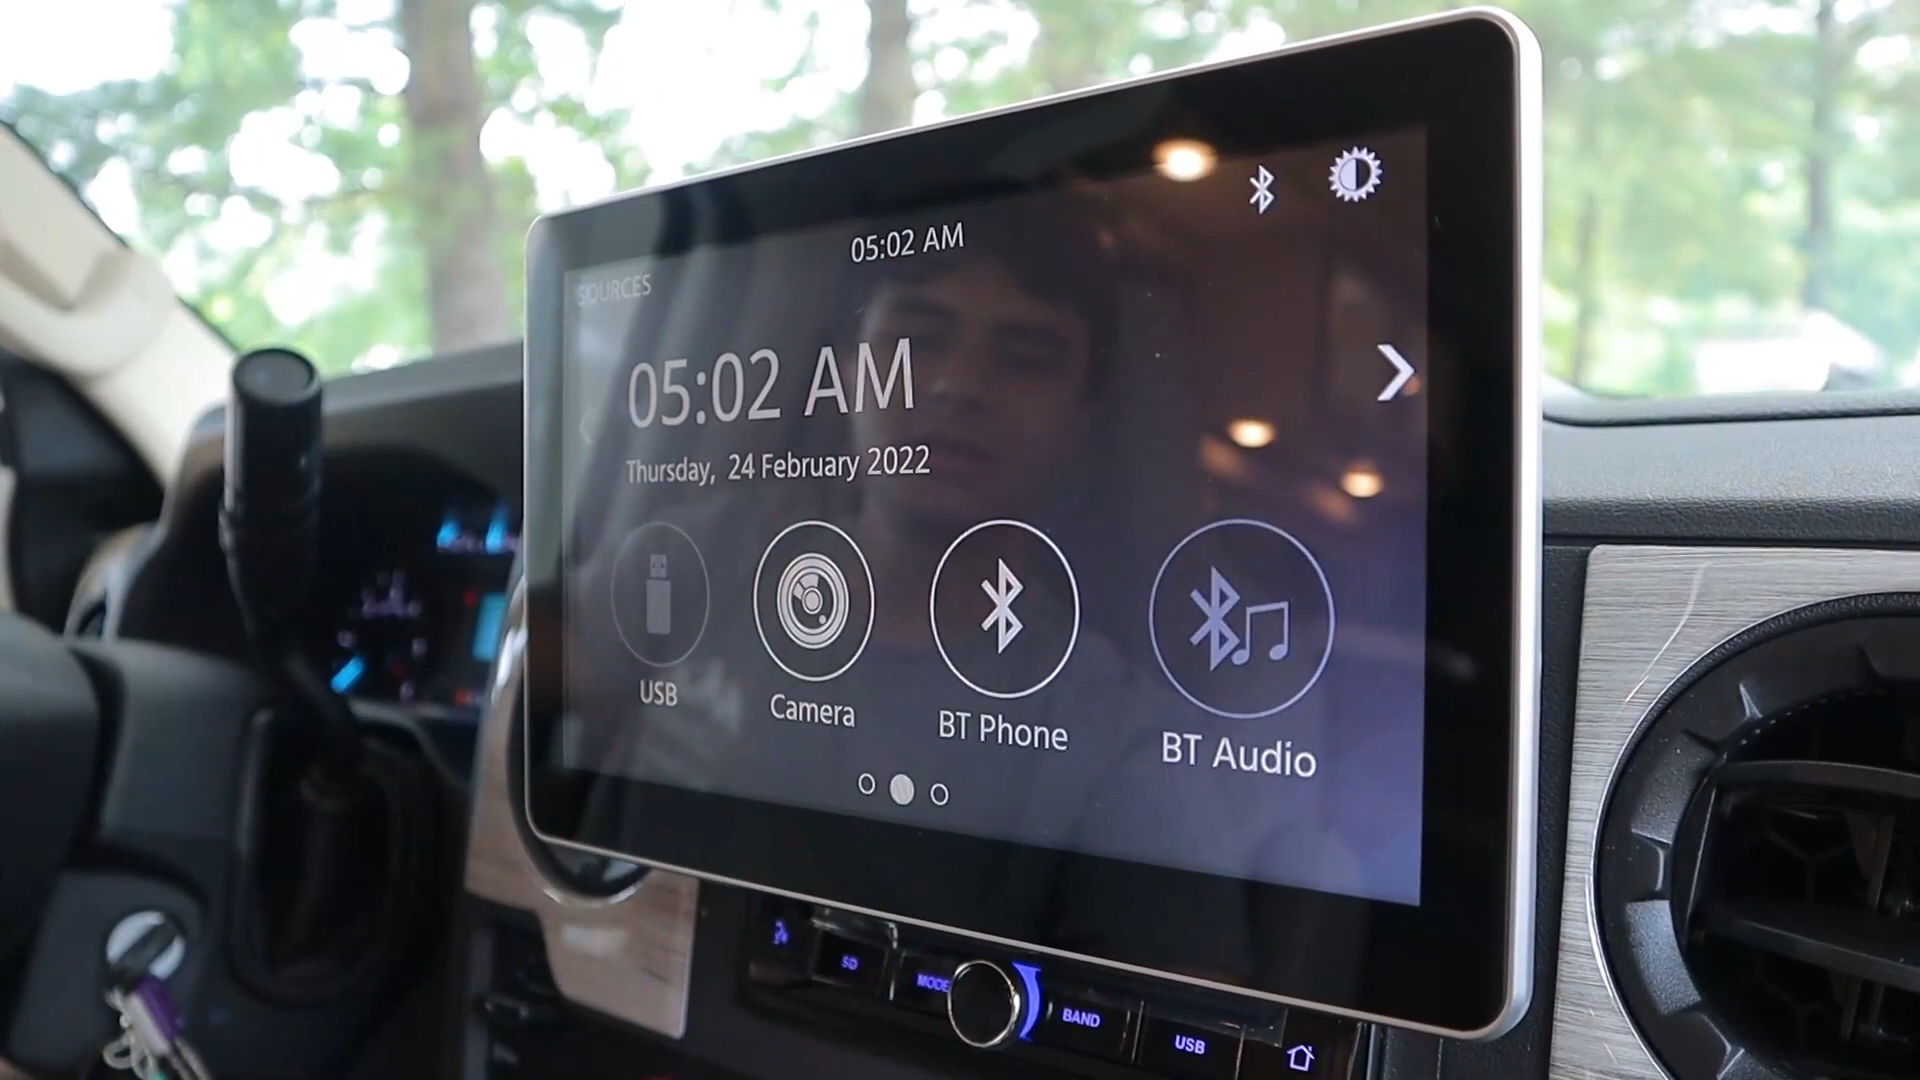 05:02 AM
SOURCES
05:02 AM
Thursday, 24 February 2022
USB
Camera
BT Phone
BT Audio
SD
MODE
BAND
USB